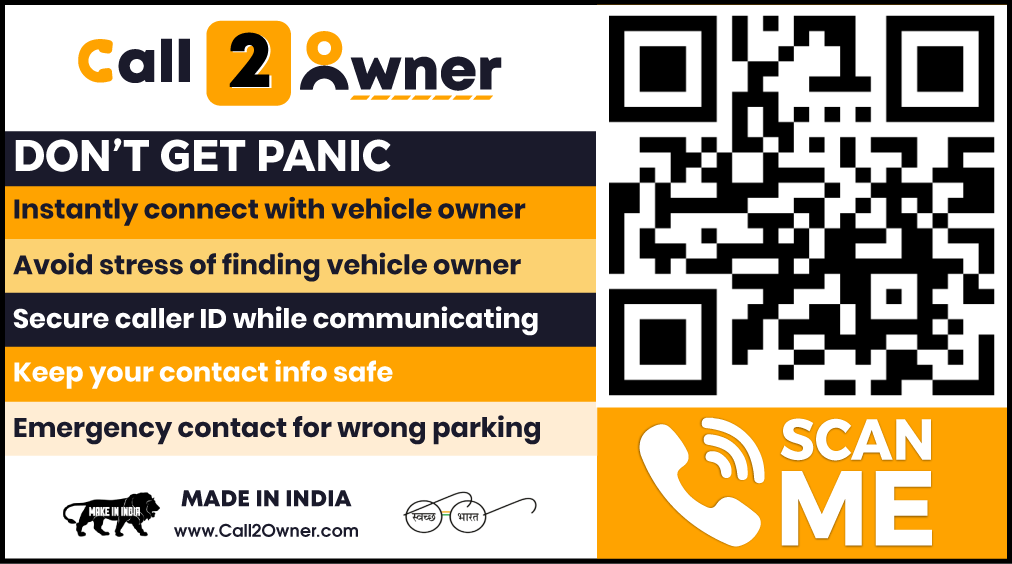 Call 2 Owner
DON'T GET PANIC
Instantly connect with vehicle owner
Avoid stress of finding vehicle owner
Secure caller ID while communicating
Keep your contact info safe
Emergency contact for wrong parking
MAKE IN INDIA
MADE IN INDIA
www.Call2Owner.com
स्वच्छ भारत
SCAN
ME